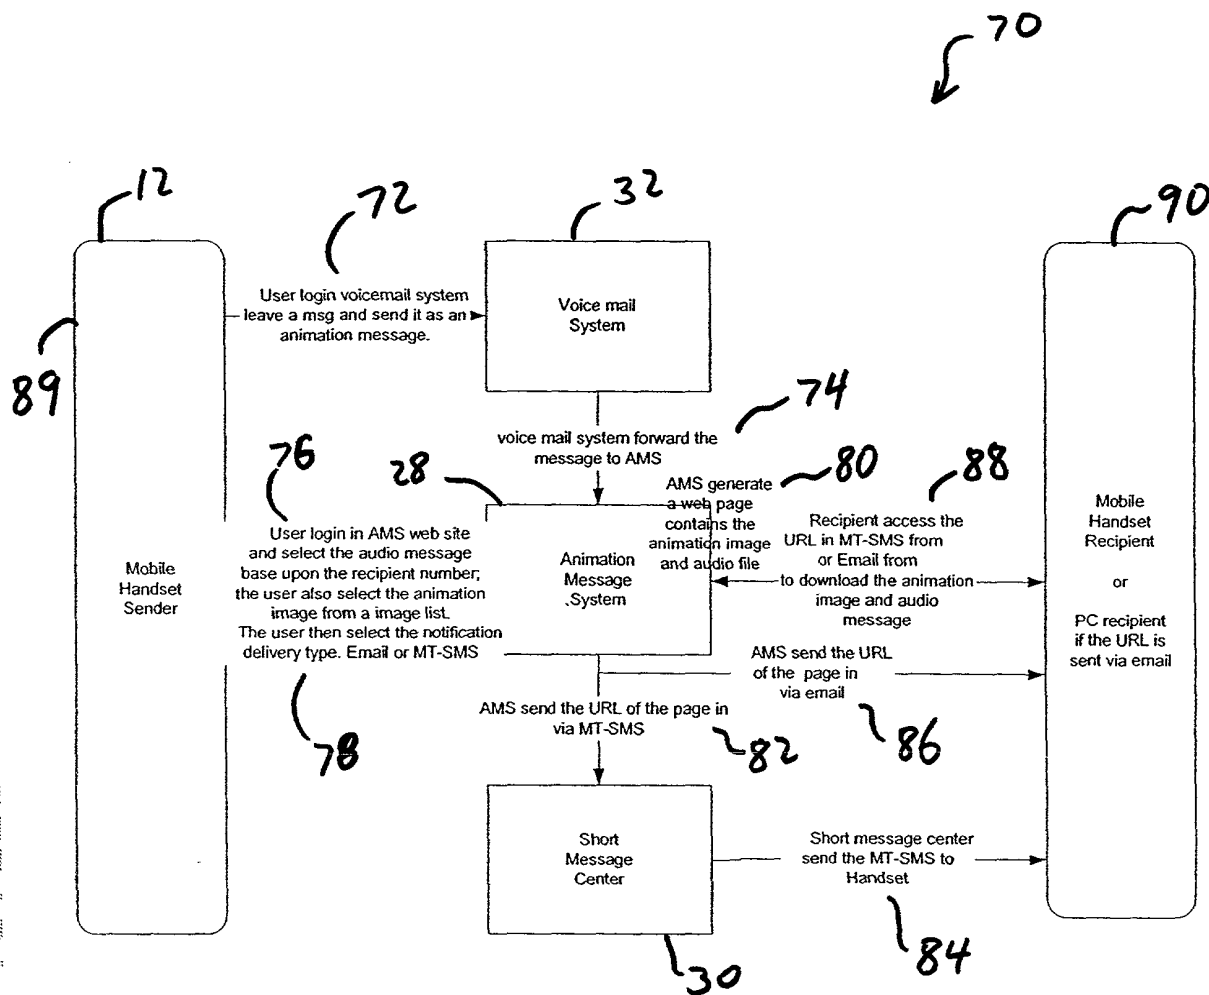 70
12
72
32
90
User login voicemail system
leave a msg and send it as an
animation message.
Voice mail
System
89
74
voice mail system forward the
message to AMS
76
28
80
88
AMS generate
a web page
contains the
animation image
and audio file
User login in AMS web site
and select the audio message
base upon the recipient number;
the user also select the animation
image from a image list.
The user then select the notification
delivery type. Email or MT-SMS
Mobile
Handset
Sender
Animation
Message
.System
Recipient access the
URL in MT-SMS from
or Email from
to download the animation
image and audio
message
Mobile
Handset
Recipient
or
PC recipient
if the URL is
sent via email
AMS send the URL
of the page in
via email
AMS send the URL of the page in
via MT-SMS
78
82
86
Short
Message
Center
Short message center
send the MT-SMS to
Handset
30
84